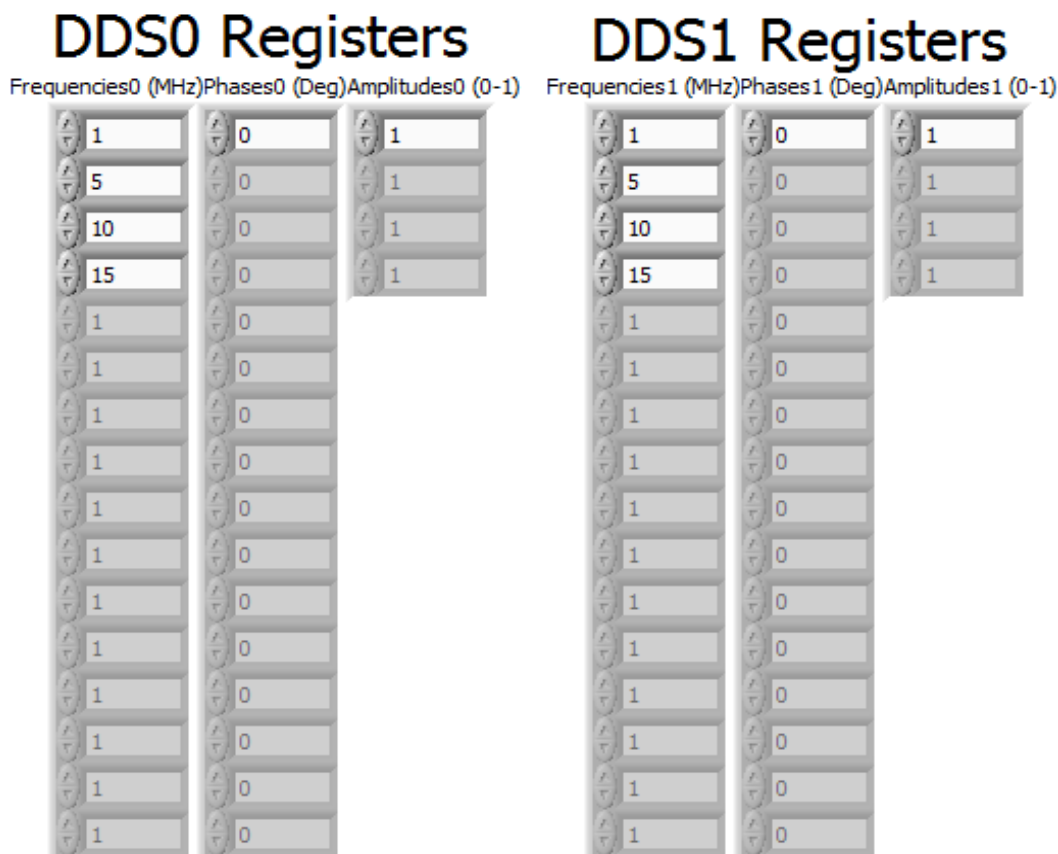 DDS0 Registers DDS1 Registers
Frequencies0 (MHz) Phases0 (Deg) Amplitudes0 (0-1) Frequencies1 (MHz) Phases1 (Deg) Amplitudes1 (0-1)
1 0 1 1 0 1
5 0 1 5 0 1
10 0 1 10 0 1
15 0 1 15 0 1
1 0 1 0
1 0 1 0
1 0 1 0
1 0 1 0
1 0 1 0
1 0 1 0
1 0 1 0
1 0 1 0
1 0 1 0
1 0 1 0
1 0 1 0
1 0 1 0